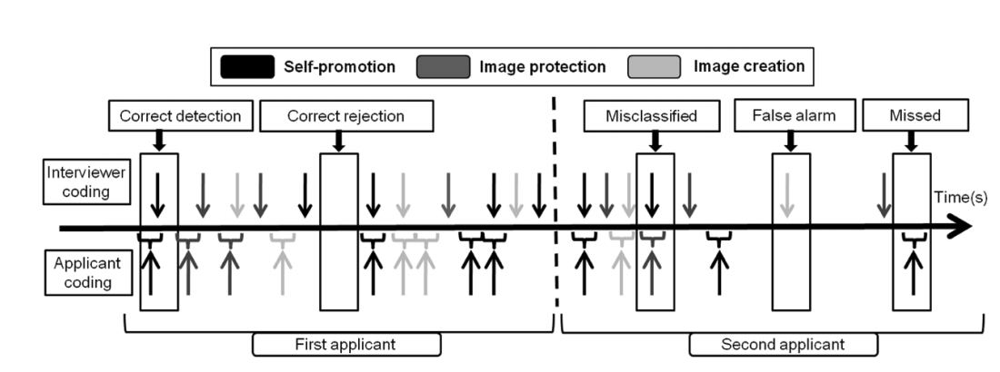 Self-promotion
Image protection
Image creation
Correct detection
Correct rejection
Misclassified
False alarm
Missed
Interviewer
coding
Time(s)
Applicant
coding
First applicant
Second applicant